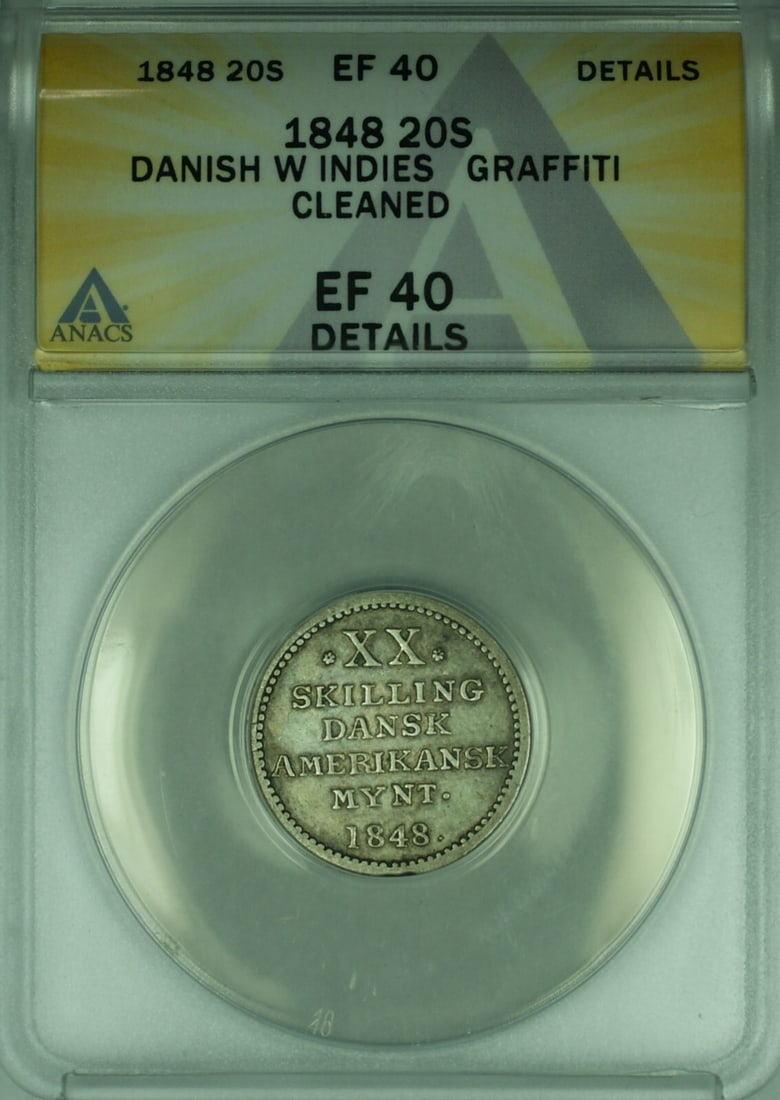 1848 20S EF 40 DETAILS
1848 20S
DANISH W INDIES GRAFFITI
CLEANED
EF 40
DETAILS
ANACS
XX
SKILLING
DANSK
AMERIKANSK
MYNT.
1848.
48